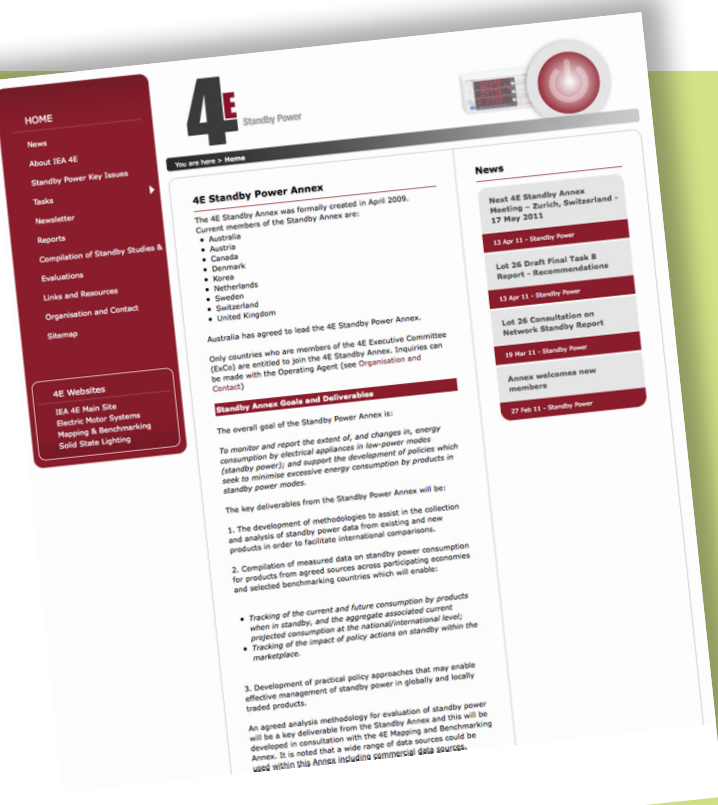 HOME
News
About IEA 4E
Standby Power Key Issues
Tasks
Newsletter
Reports
Compilation of Standby Studies &
Evaluations
Links and Resources
Organisation and Contact
Sitemap
4E Websites
IEA 4E Main Site
Electric Motor Systems
Mapping & Benchmarking
Solid State Lighting
4E Standby Power
You are here > Home
4E Standby Power Annex
The 4E Standby Annex was formally created in April 2009.
Current members of the Standby Annex are:
• Australia
• Austria
• Canada
• Denmark
• Korea
• Netherlands
• Sweden
• Switzerland
• United Kingdom
Australia has agreed to lead the 4E Standby Power Annex.
Only countries who are members of the 4E Executive Committee
(ExCo) are entitled to join the 4E Standby Annex. Inquiries can
be made with the Operating Agent (see Organisation and
Contact)
Standby Annex Goals and Deliverables
The overall goal of the Standby Power Annex is:
To monitor and report the extent of, and changes in, energy
consumption by electrical appliances in low-power modes
(standby power); and support the development of policies which
seek to minimise excessive energy consumption by products in
standby power modes.
The key deliverables from the Standby Power Annex will be:
1. The development of methodologies to assist in the collection
and analysis of standby power data from existing and new
products in order to facilitate international comparisons.
2. Compilation of measured data on standby power consumption
for products from agreed sources across participating economies
and selected benchmarking countries which will enable:
• Tracking of the current and future consumption by products
when in standby, and the aggregate associated current
projected consumption at the national/international level;
• Tracking of the impact of policy actions on standby within the
marketplace.
3. Development of practical policy approaches that may enable
effective management of standby power in globally and locally
traded products.
An agreed analysis methodology for evaluation of standby power
will be a key deliverable from the Standby Annex and this will be
developed in consultation with the 4E Mapping and Benchmarking
Annex. It is noted that a wide range of data sources could be
used within this Annex including commercial data sources.
News
Next 4E Standby Annex
Meeting – Zurich, Switzerland -
17 May 2011
13 Apr 11 - Standby Power
Lot 26 Draft Final Task 8
Report - Recommendations
13 Apr 11 - Standby Power
Lot 26 Consultation on
Network Standby Report
19 Mar 11 - Standby Power
Annex welcomes new
members
27 Feb 11 - Standby Power